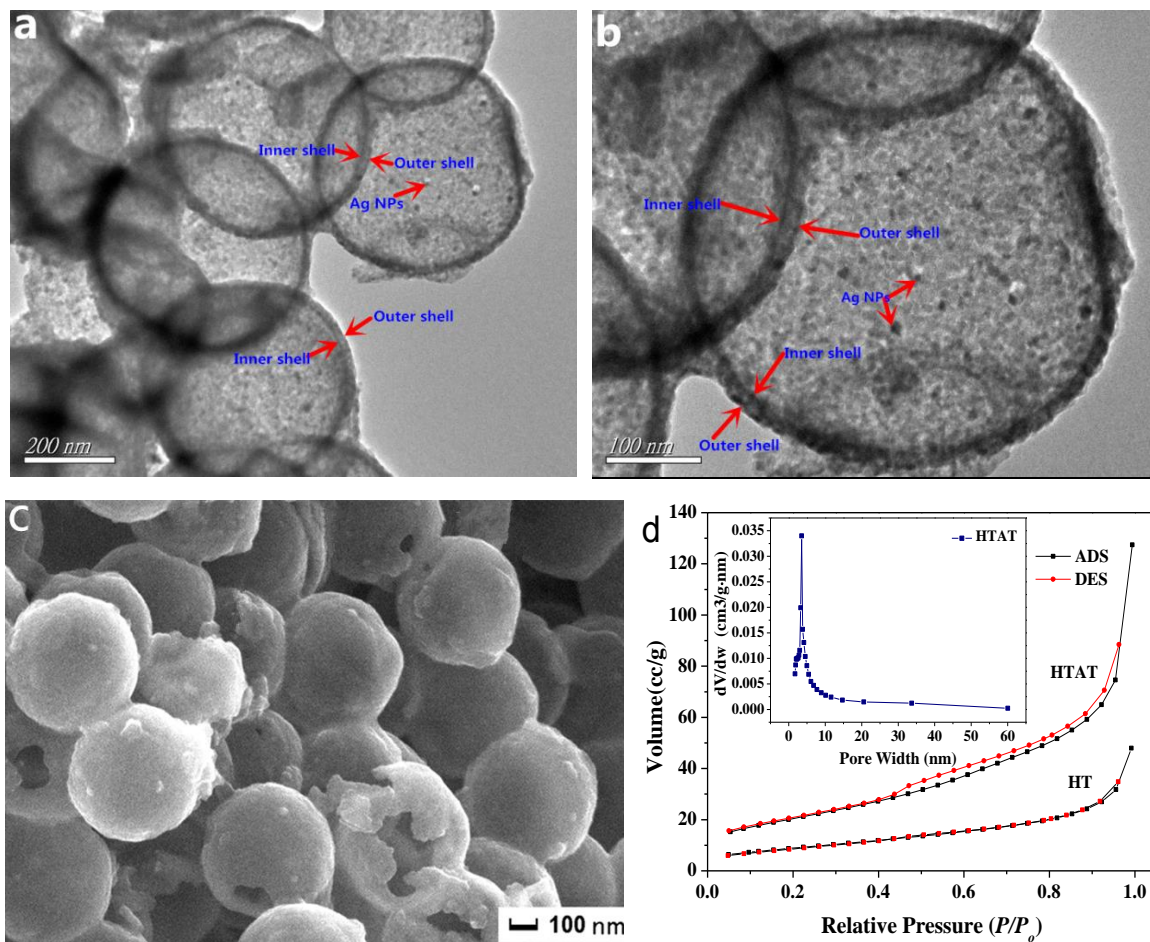 a
Inner shell
Outer shell
Ag NPs
Outer shell
Inner shell
200 nm
b
Inner shell
Outer shell
Ag NPs
Inner shell
Outer shell
100 nm
c
100 nm
d
140
120
100
80
60
40
20
0
Volume(cc/g)
0.0
0.2
0.4
0.6
0.8
1.0
Relative Pressure (P/Po)
ADS
DES
HTAT
HT
0.035
0.030
0.025
0.020
0.015
0.010
0.005
0.000
dV/dw (cm3/g·nm)
0
10
20
30
40
50
60
Pore Width (nm)
HTAT